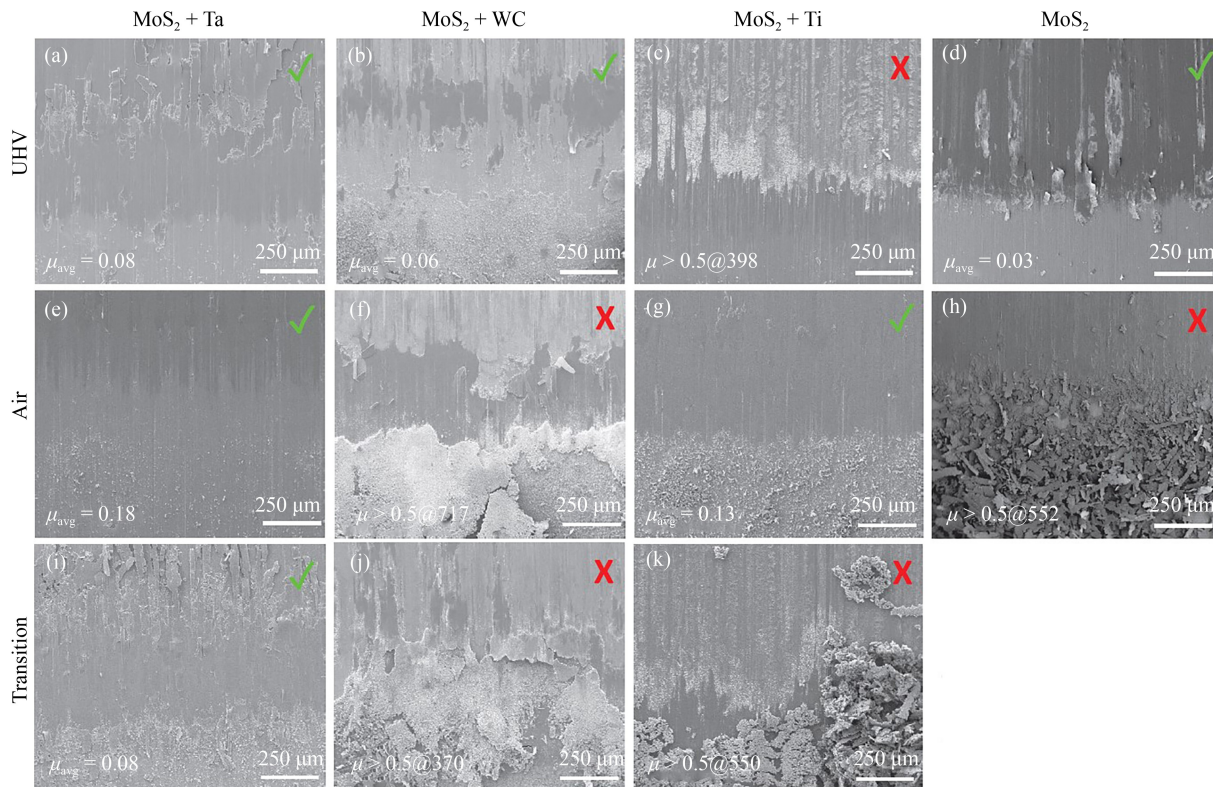 MoS₂ + Ta
MoS₂ + WC
MoS₂ + Ti
MoS₂
UHV
(a)
μavg = 0.08
250 μm
(b)
μavg = 0.06
250 μm
(c)
μ > 0.5@398
250 μm
(d)
μavg = 0.03
250 μm
Air
(e)
μavg = 0.18
250 μm
(f)
μ > 0.5@717
250 μm
(g)
μavg = 0.13
250 μm
(h)
μ > 0.5@552
250 μm
Transition
(i)
μavg = 0.08
250 μm
(j)
μ > 0.5@370
250 μm
(k)
μ > 0.5@550
250 μm